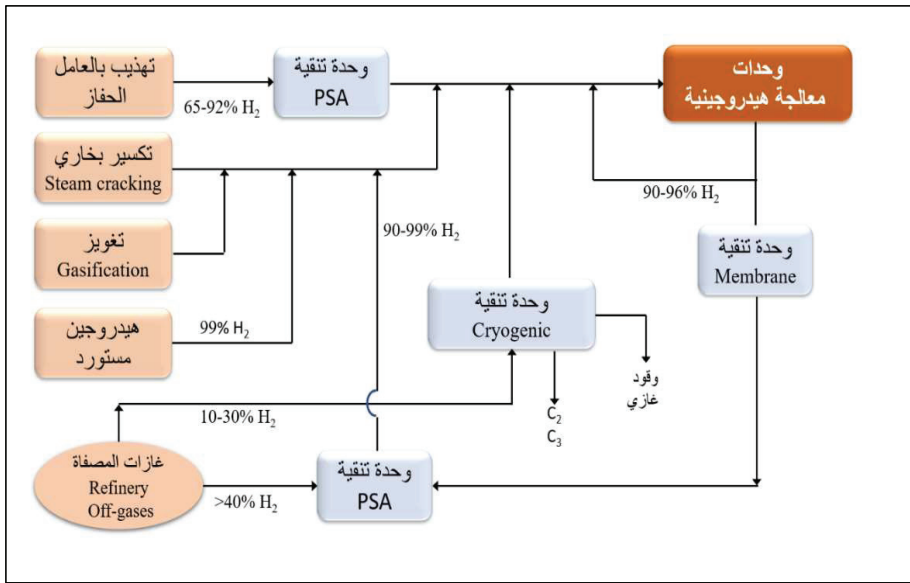 تهذيب بالعامل
الحفاز
65-92% H₂
وحدة تنقية
PSA
وحدات
معالجة هيدروجينية
تكسير بخاري
Steam cracking
90-96% H₂
تغويز
Gasification
90-99% H₂
وحدة تنقية
Membrane
وحدة تنقية
Cryogenic
هيدروجين
مستورد
99% H₂
وقود
غازي
C₂
C₃
10-30% H₂
غازات المصفاة
Refinery
Off-gases
>40% H₂
وحدة تنقية
PSA